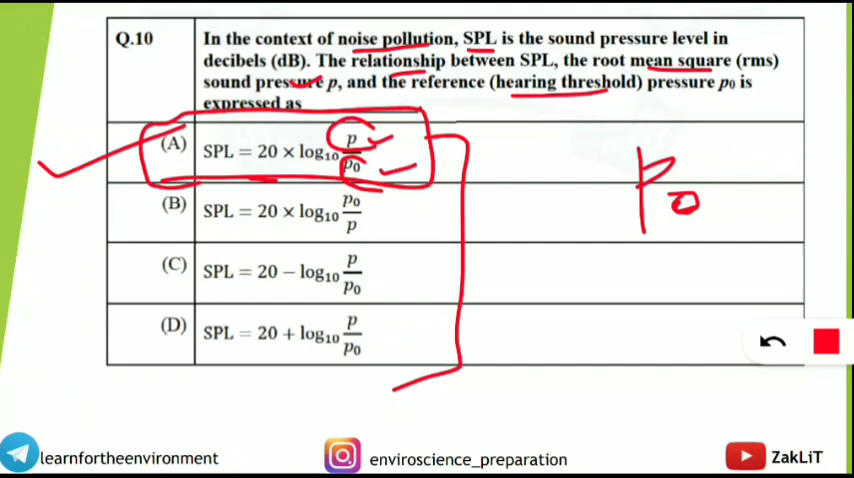 Q.10 In the context of noise pollution, SPL is the sound pressure level in
decibels (dB). The relationship between SPL, the root mean square (rms)
sound pressure p, and the reference (hearing threshold) pressure p₀ is
expressed as
(A) SPL = 20 × log₁₀ p/p₀
(B) SPL = 20 × log₁₀ p₀/p
(C) SPL = 20 − log₁₀ p/p₀
(D) SPL = 20 + log₁₀ p/p₀
p₀
learnfortheenvironment
enviroscience_preparation
ZakLiT